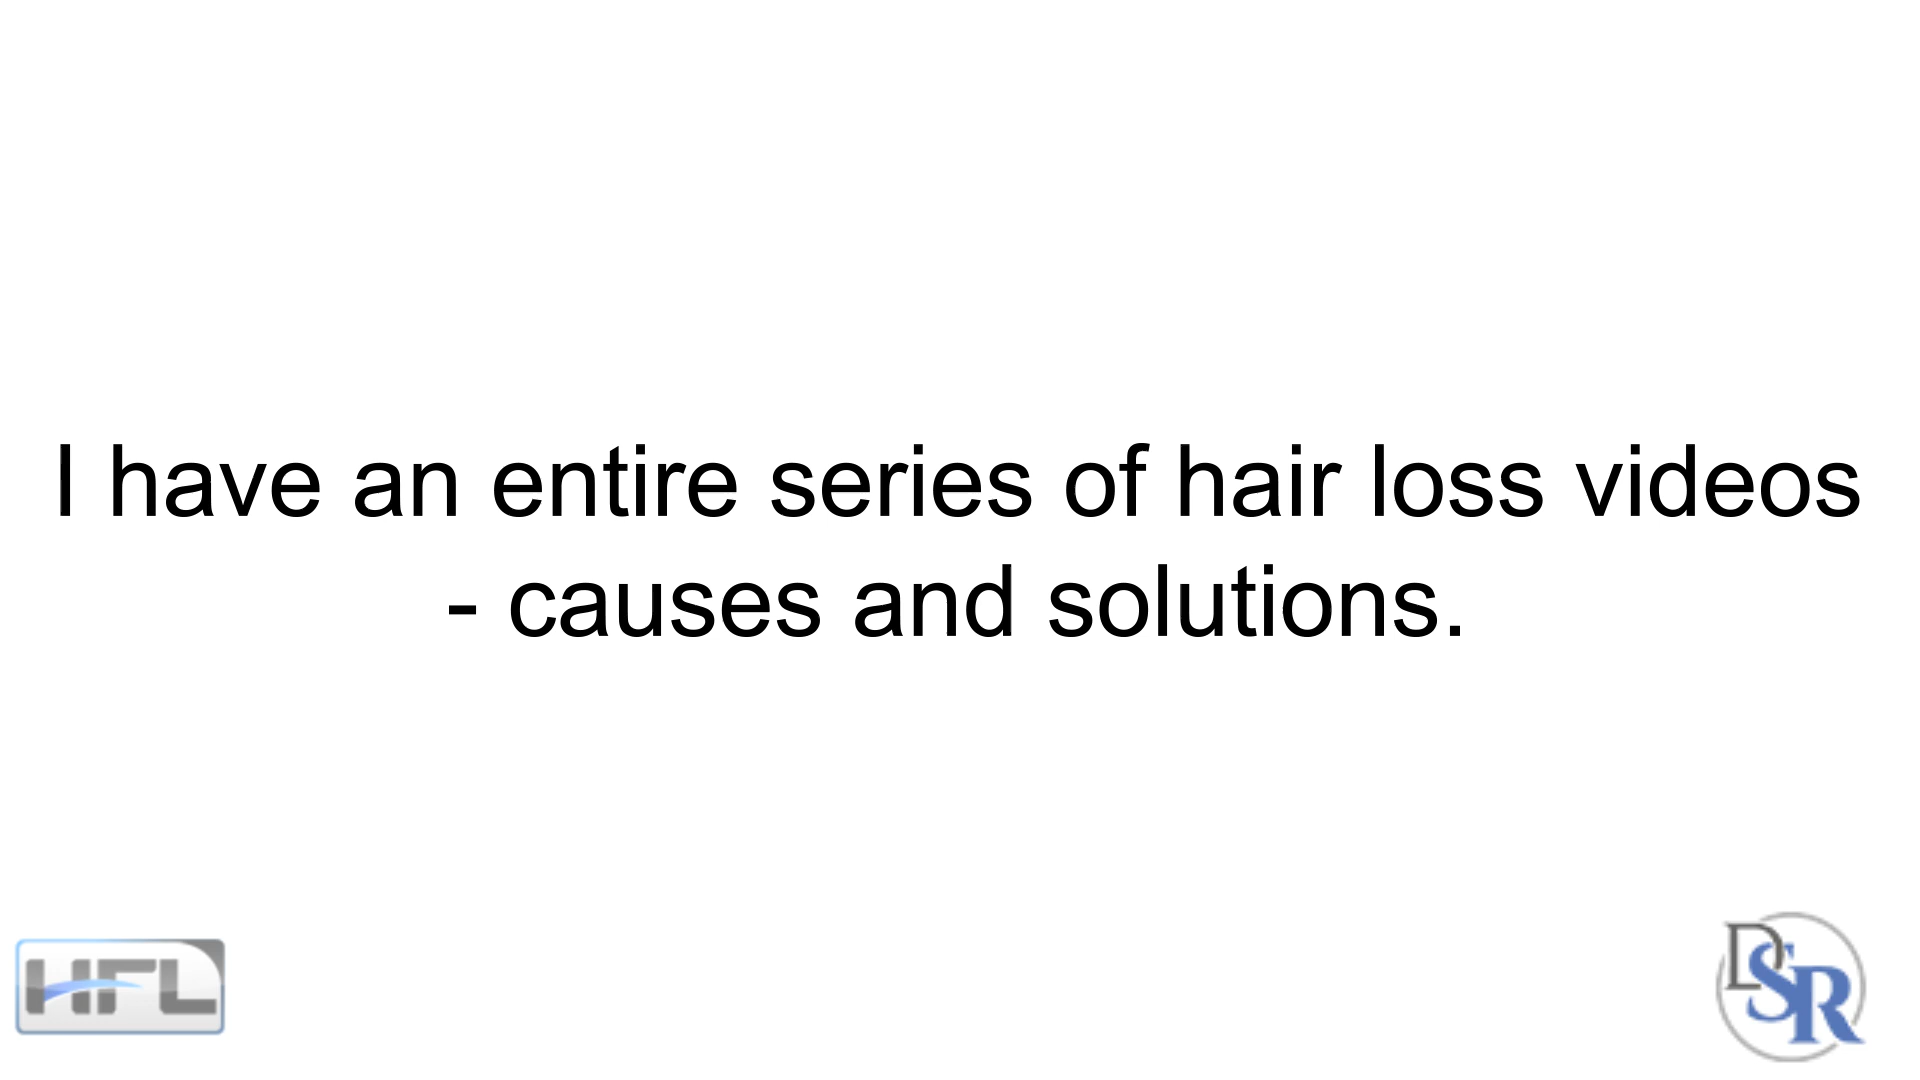 I have an entire series of hair loss videos
- causes and solutions.
HFL
DSR